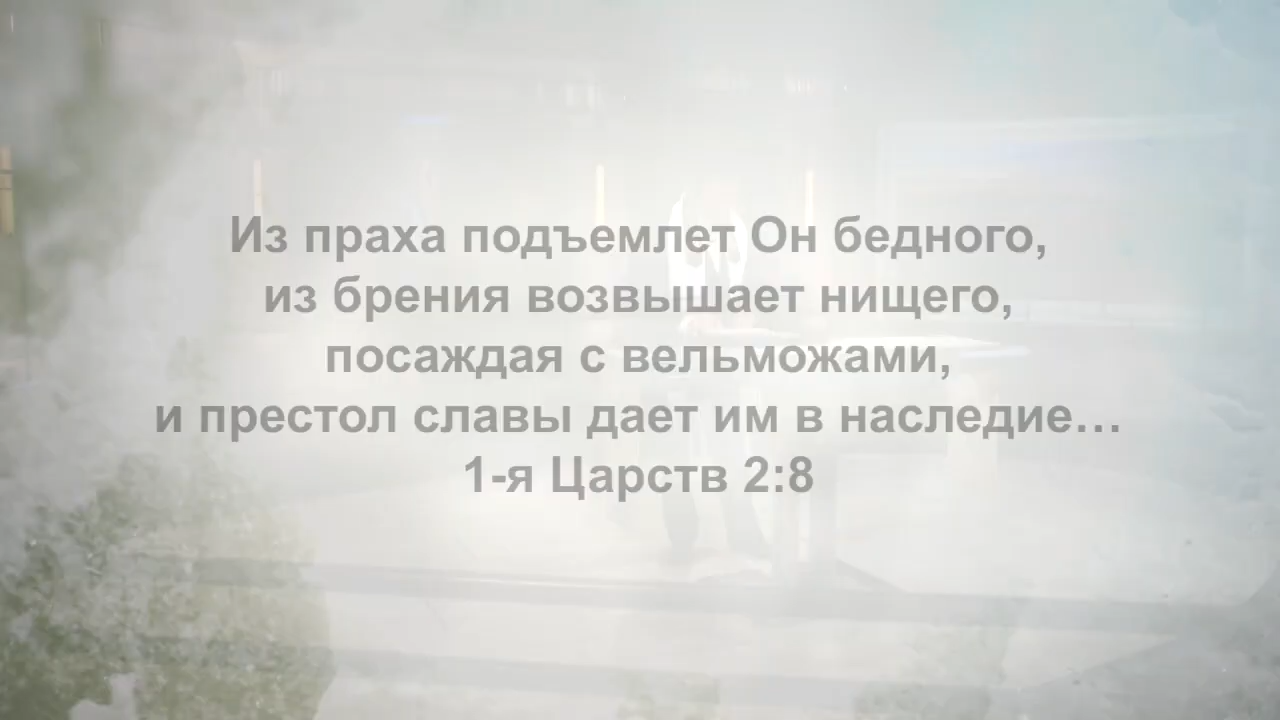 Из праха подъемлет Он бедного,
из брения возвышает нищего,
посаждая с вельможами,
и престол славы дает им в наследие…
1-я Царств 2:8